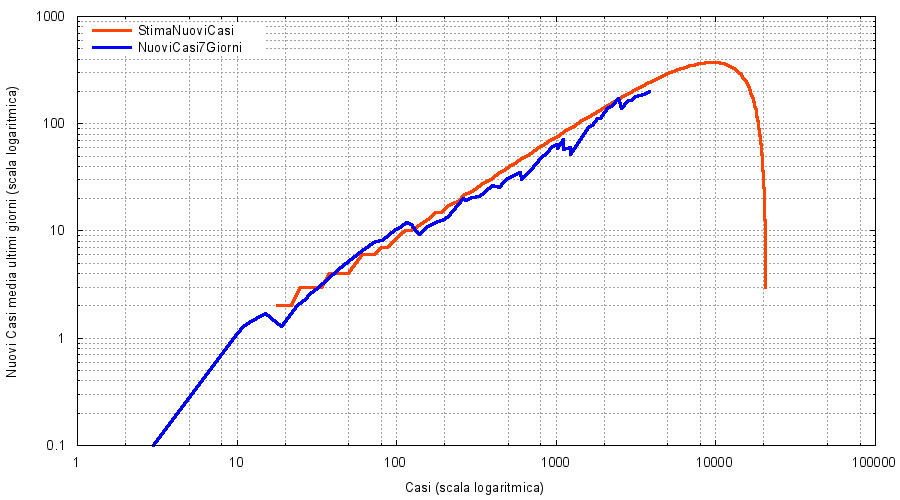 1000
StimaNuoviCasi
NuoviCasi7Giorni
100
10
1
0.1
Nuovi Casi media ultimi giorni (scala logaritmica)
1 10 100 1000 10000 100000
Casi (scala logaritmica)